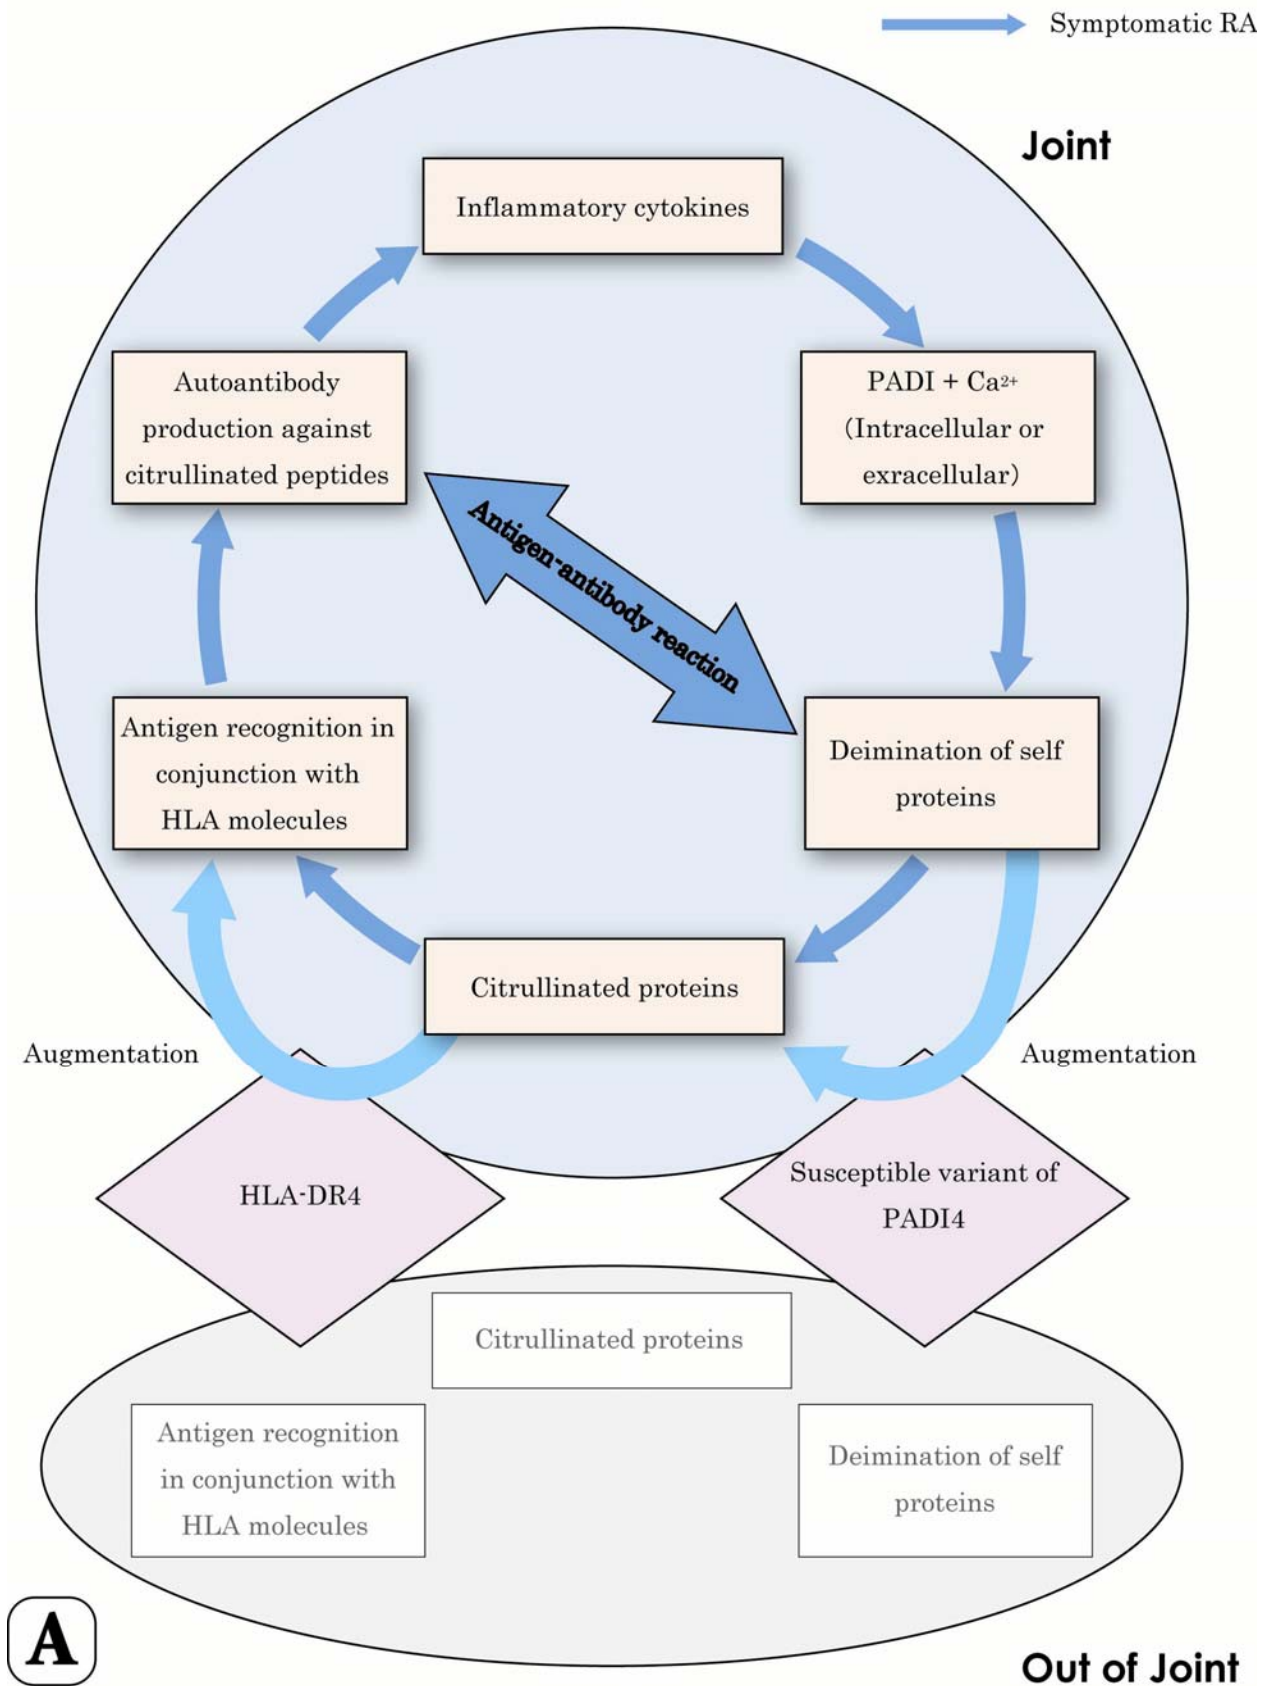 Symptomatic RA
Joint
Inflammatory cytokines
Autoantibody
production against
citrullinated peptides
PADI + Ca²⁺
(Intracellular or
exracellular)
Antigen-antibody reaction
Antigen recognition in
conjunction with
HLA molecules
Deimination of self
proteins
Citrullinated proteins
Augmentation
Augmentation
HLA-DR4
Susceptible variant of
PADI4
Citrullinated proteins
Antigen recognition
in conjunction with
HLA molecules
Deimination of self
proteins
A
Out of Joint